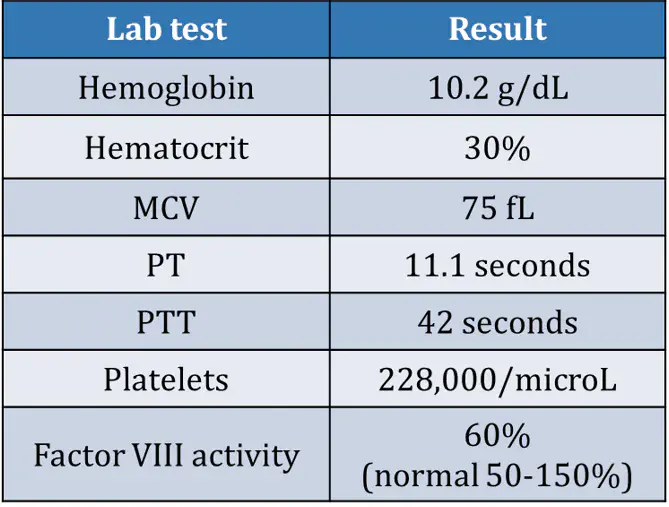 Lab test Result
Hemoglobin 10.2 g/dL
Hematocrit 30%
MCV 75 fL
PT 11.1 seconds
PTT 42 seconds
Platelets 228,000/microL
Factor VIII activity 60%
(normal 50-150%)